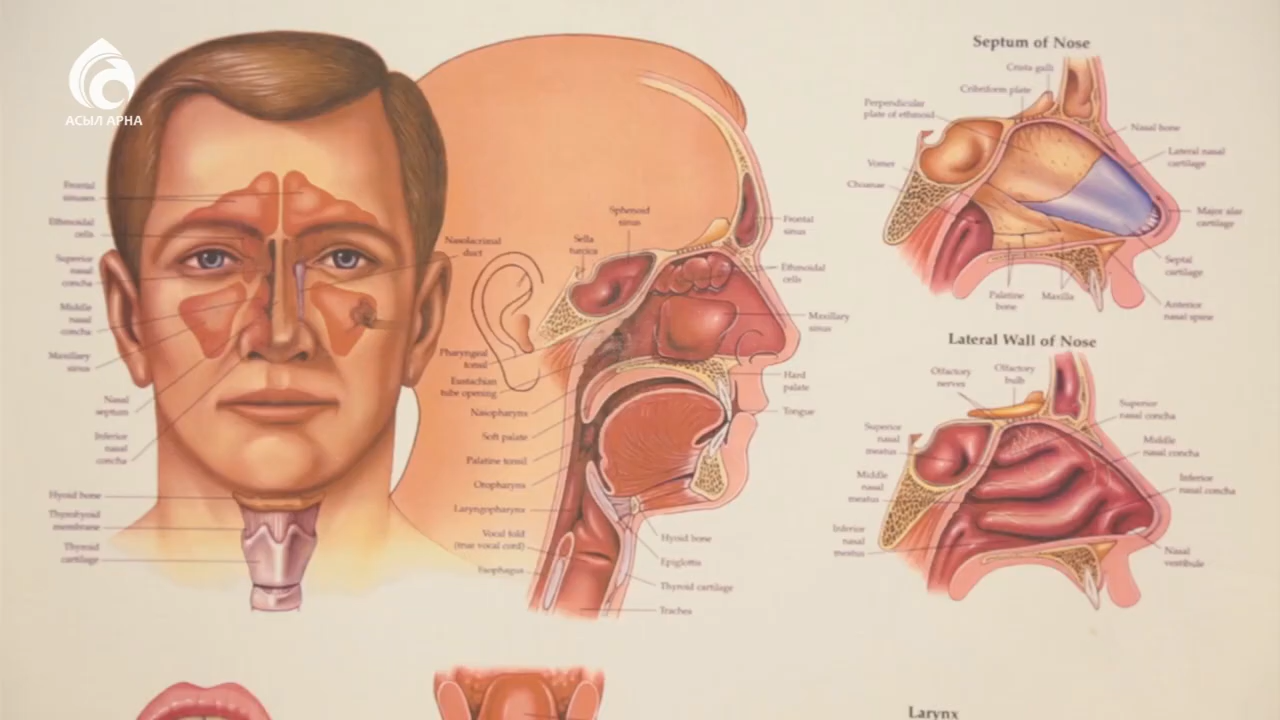 АСЫЛ АРНА
Frontal
sinuses
Ethmoidal
cells
Superior
nasal
concha
Middle
nasal
concha
Maxillary
sinus
Nasal
septum
Inferior
nasal
concha
Hyoid bone
Thyrohyoid
membrane
Thyroid
cartilage
Nasolacrimal
duct
Sella
turcica
Sphenoid
sinus
Pharyngeal
tonsil
Eustachian
tube opening
Nasopharynx
Soft palate
Palatine tonsil
Oropharynx
Laryngopharynx
Vocal fold
(true vocal cord)
Esophagus
Frontal
sinus
Ethmoidal
cells
Maxillary
sinus
Hard
palate
Tongue
Hyoid bone
Epiglottis
Thyroid cartilage
Trachea
Septum of Nose
Crista galli
Cribriform plate
Perpendicular
plate of ethmoid
Vomer
Choanae
Nasal bone
Lateral nasal
cartilage
Major alar
cartilage
Septal
cartilage
Anterior
nasal spine
Palatine
bone
Maxilla
Lateral Wall of Nose
Olfactory
nerves
Olfactory
bulb
Superior
nasal
meatus
Middle
nasal
meatus
Inferior
nasal
meatus
Superior
nasal concha
Middle
nasal concha
Inferior
nasal concha
Nasal
vestibule
Larynx